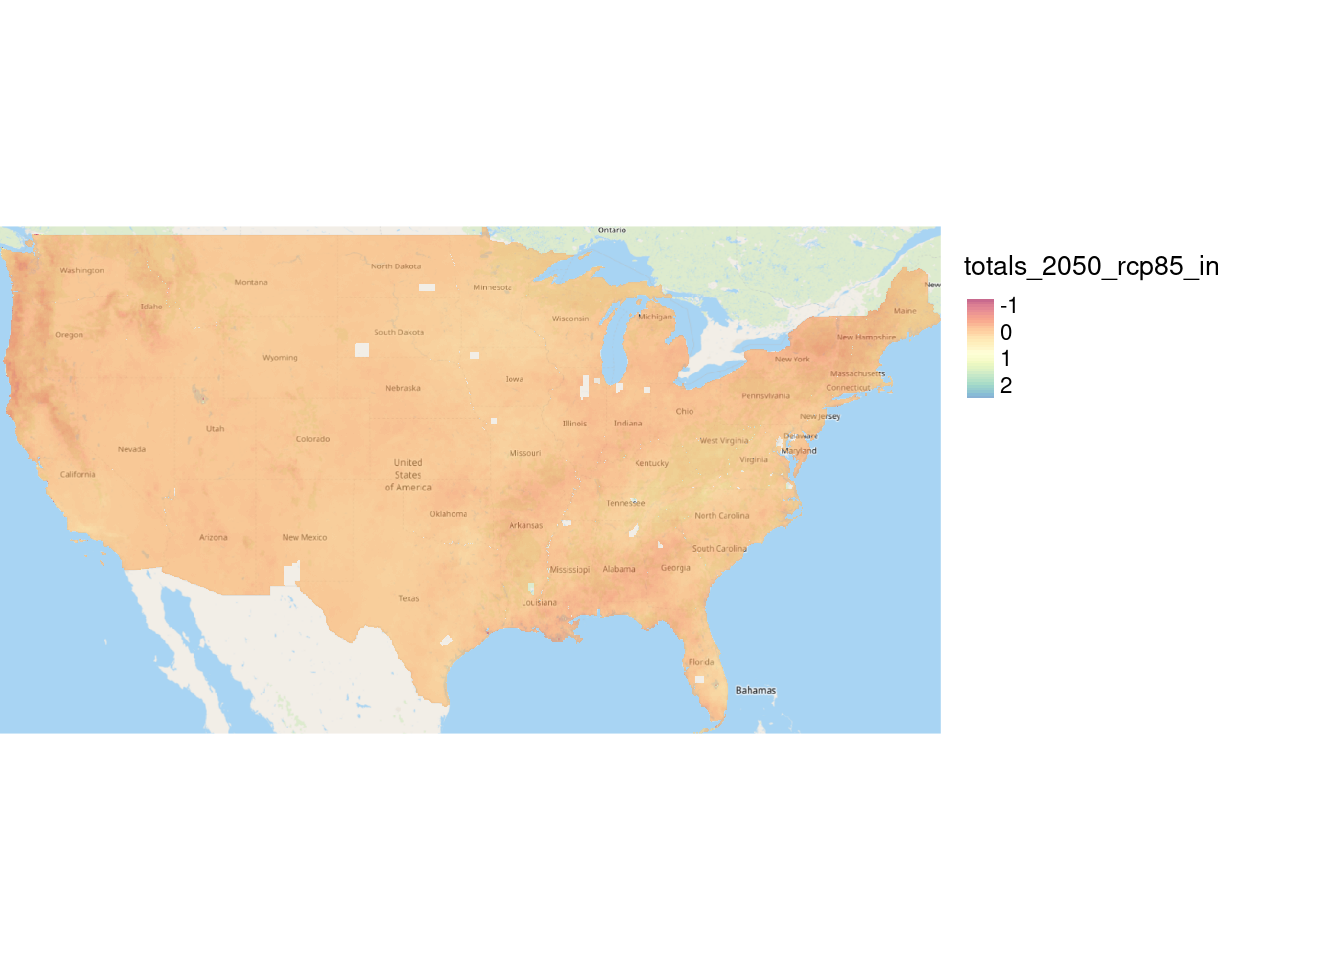 Ontario
Washington
Montana
North Dakota
Minnesota
New
Idaho
Maine
Oregon
South Dakota
Wisconsin
Michigan
New Hampshire
Wyoming
New York
Iowa
Massachusetts
Nebraska
Connecticut
Pennsylvania
Ohio
New Jersey
Utah
Illinois
Indiana
Nevada
Colorado
West Virginia
Delaware
Missouri
Maryland
United
States
of America
Kentucky
Virginia
California
Tennessee
Oklahoma
North Carolina
Arkansas
Arizona
New Mexico
South Carolina
Mississippi
Alabama
Georgia
Texas
Louisiana
Florida
Bahamas
totals_2050_rcp85_in
-1
0
1
2